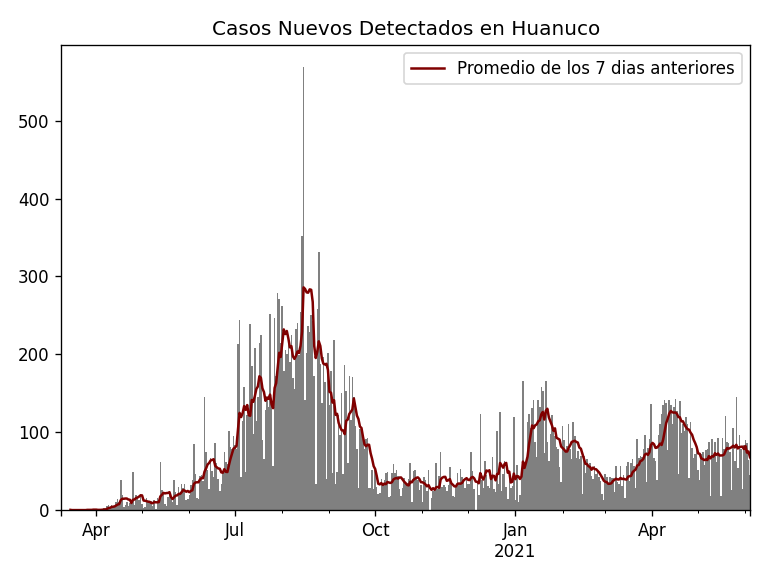 Casos Nuevos Detectados en Huanuco
Promedio de los 7 dias anteriores
500
400
300
200
100
0
Apr Jul Oct Jan Apr
2021